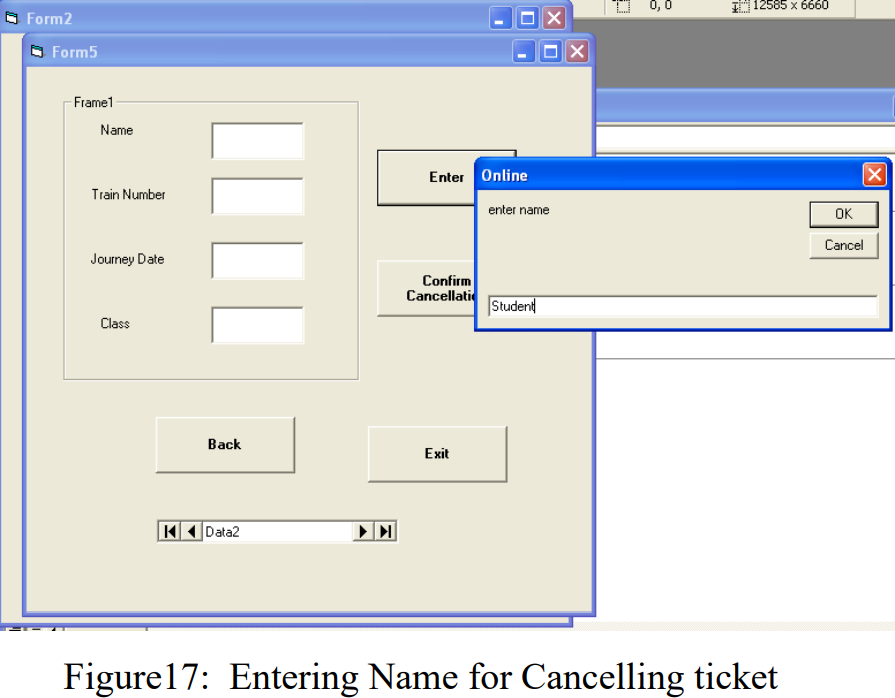 Form2
0, 0
12585 x 6660
Form5
Frame1
Name
Train Number
Journey Date
Class
Enter
Confirm
Cancellati
Online
enter name
OK
Cancel
Student
Back
Exit
Data2
Figure17: Entering Name for Cancelling ticket